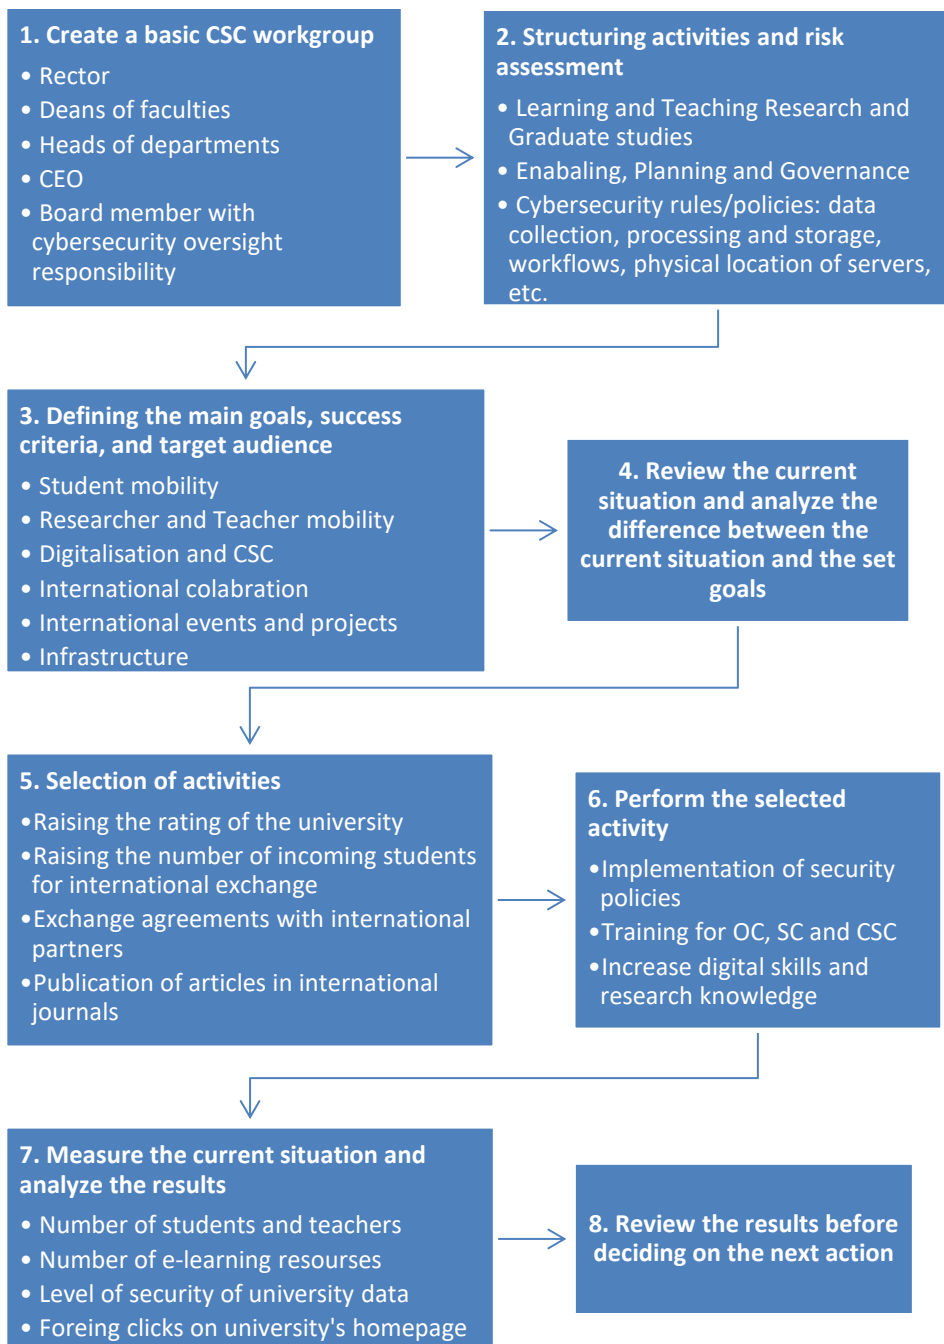 1. Create a basic CSC workgroup
• Rector
• Deans of faculties
• Heads of departments
• CEO
• Board member with
cybersecurity oversight
responsibility
2. Structuring activities and risk
assessment
• Learning and Teaching Research and
Graduate studies
• Enabaling, Planning and Governance
• Cybersecurity rules/policies: data
collection, processing and storage,
workflows, physical location of servers,
etc.
3. Defining the main goals, success
criteria, and target audience
• Student mobility
• Researcher and Teacher mobility
• Digitalisation and CSC
• International colabration
• International events and projects
• Infrastructure
4. Review the current
situation and analyze the
difference between the
current situation and the set
goals
5. Selection of activities
•Raising the rating of the university
•Raising the number of incoming students
for international exchange
•Exchange agreements with international
partners
•Publication of articles in international
journals
6. Perform the selected
activity
•Implementation of security
policies
•Training for OC, SC and CSC
•Increase digital skills and
research knowledge
7. Measure the current situation and
analyze the results
• Number of students and teachers
• Number of e-learning resourses
• Level of security of university data
• Foreing clicks on university's homepage
8. Review the results before
deciding on the next action